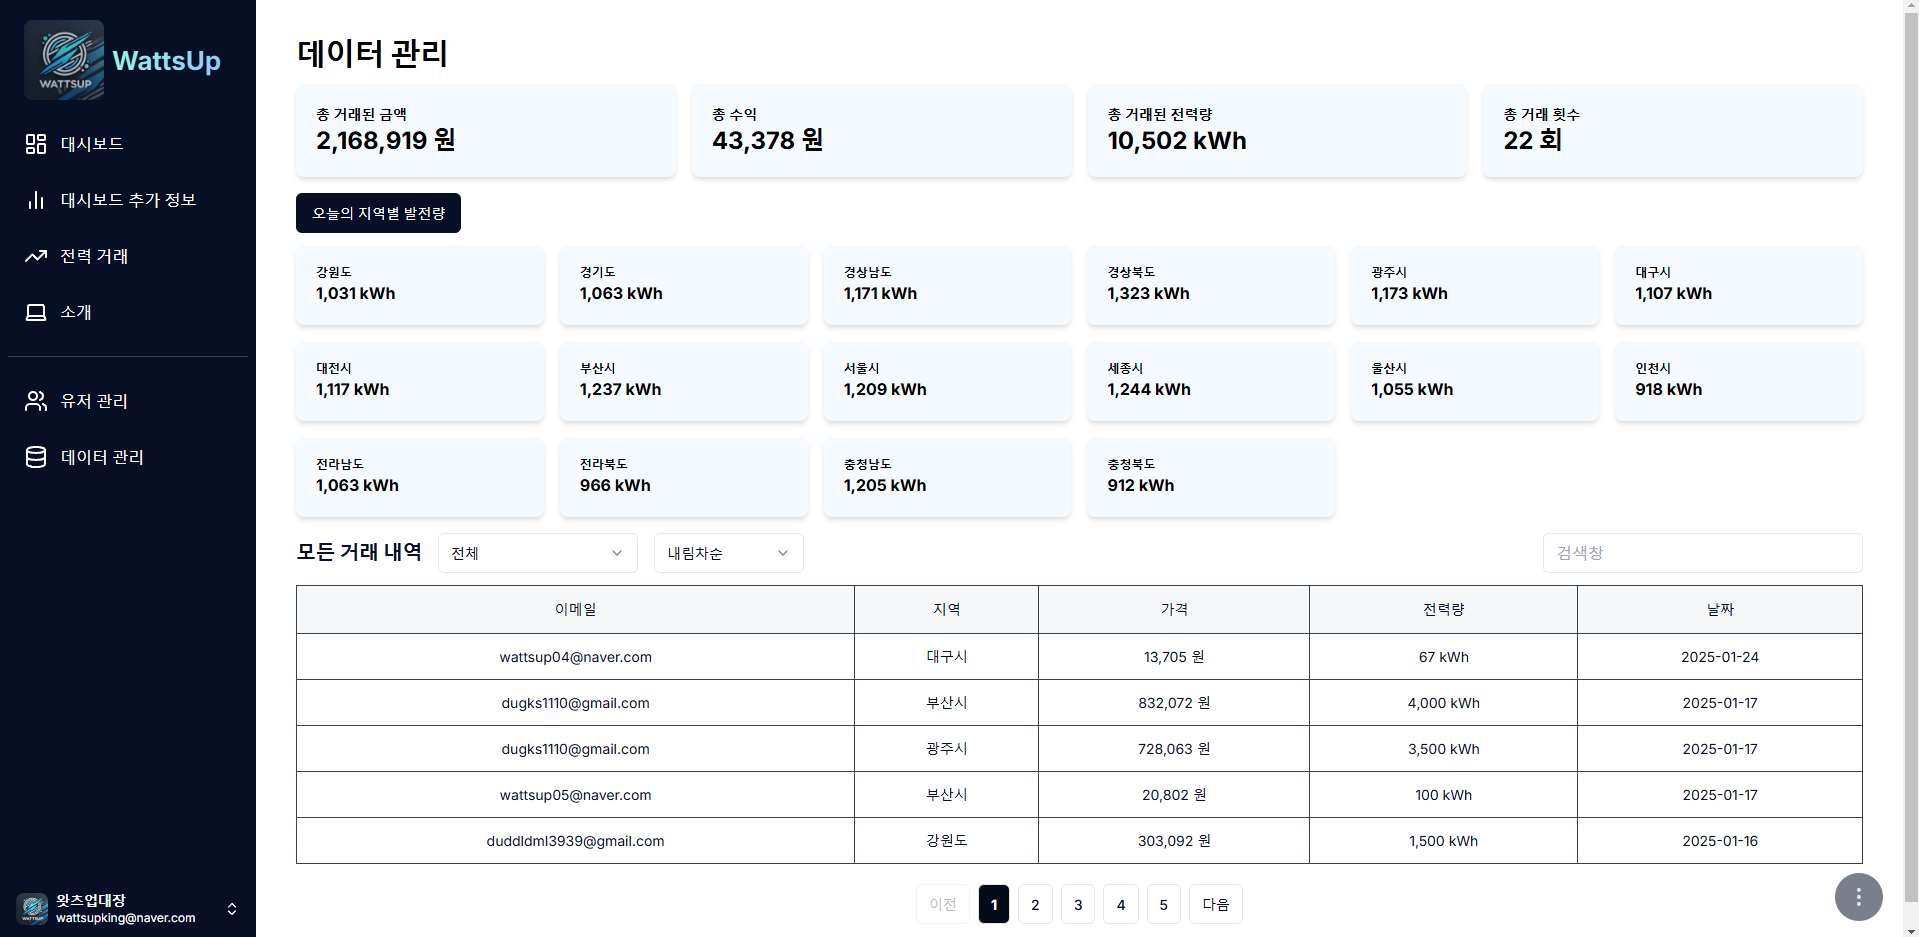 WATTSUP
WattsUp
대시보드
대시보드 추가 정보
전력 거래
소개
유저 관리
데이터 관리
왓츠업대장
wattsupking@naver.com
데이터 관리
총 거래된 금액
2,168,919 원
총 수익
43,378 원
총 거래된 전력량
10,502 kWh
총 거래 횟수
22 회
오늘의 지역별 발전량
강원도
1,031 kWh
경기도
1,063 kWh
경상남도
1,171 kWh
경상북도
1,323 kWh
광주시
1,173 kWh
대구시
1,107 kWh
대전시
1,117 kWh
부산시
1,237 kWh
서울시
1,209 kWh
세종시
1,244 kWh
울산시
1,055 kWh
인천시
918 kWh
전라남도
1,063 kWh
전라북도
966 kWh
충청남도
1,205 kWh
충청북도
912 kWh
모든 거래 내역 전체 내림차순 검색창
이메일 지역 가격 전력량 날짜
wattsup04@naver.com 대구시 13,705 원 67 kWh 2025-01-24
dugks1110@gmail.com 부산시 832,072 원 4,000 kWh 2025-01-17
dugks1110@gmail.com 광주시 728,063 원 3,500 kWh 2025-01-17
wattsup05@naver.com 부산시 20,802 원 100 kWh 2025-01-17
duddldml3939@gmail.com 강원도 303,092 원 1,500 kWh 2025-01-16
이전 1 2 3 4 5 다음